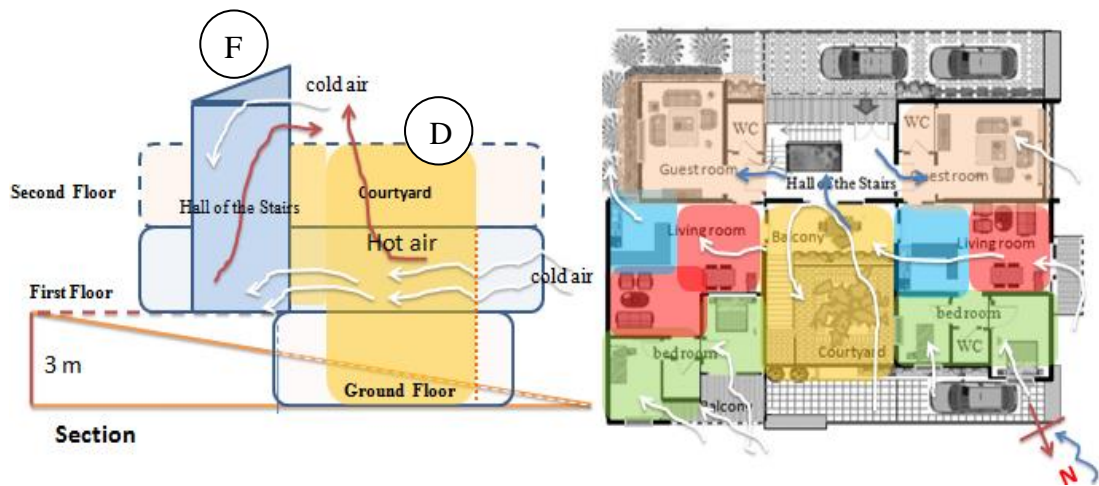 F
cold air
D
Second Floor
Courtyard
Hall of the Stairs
Hot air
cold air
First Floor
3 m
Ground Floor
Section
WC
WC
Guest room
Hall of the Stairs
uest room
Living room
Balcony
Living room
bedroom
bedroom
WC
Courtyard
Balcony
N